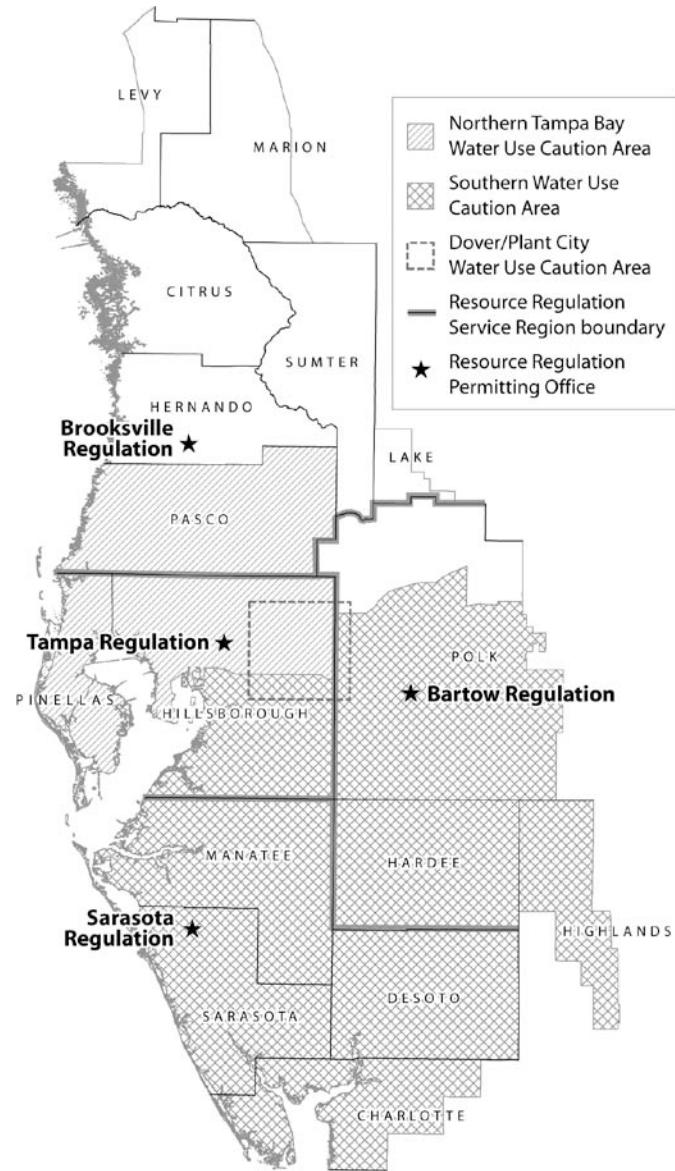 LEVY
MARION
Northern Tampa Bay
Water Use Caution Area
Southern Water Use
Caution Area
Dover/Plant City
Water Use Caution Area
Resource Regulation
Service Region boundary
Resource Regulation
Permitting Office
CITRUS
SUMTER
HERNANDO
Brooksville
Regulation
LAKE
PASCO
Tampa Regulation
POLK
Bartow Regulation
PINELLAS
HILLSBOROUGH
MANATEE
HARDEE
Sarasota
Regulation
HIGHLANDS
DESOTO
SARASOTA
CHARLOTTE